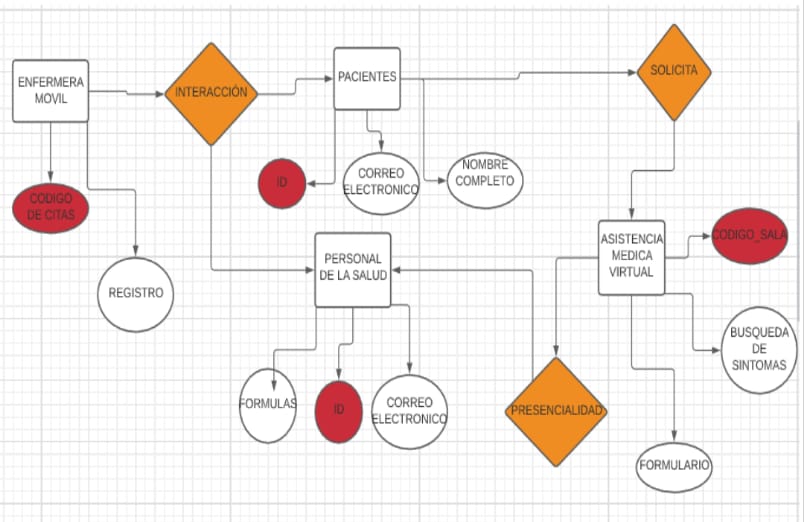 ENFERMERA
MOVIL
INTERACCIÓN
PACIENTES
SOLICITA
CODIGO
DE CITAS
REGISTRO
ID
CORREO
ELECTRONICO
NOMBRE
COMPLETO
PERSONAL
DE LA SALUD
ASISTENCIA
MEDICA
VIRTUAL
CODIGO_SALA
BUSQUEDA
DE
SINTOMAS
FORMULAS
ID
CORREO
ELECTRONICO
PRESENCIALIDAD
FORMULARIO